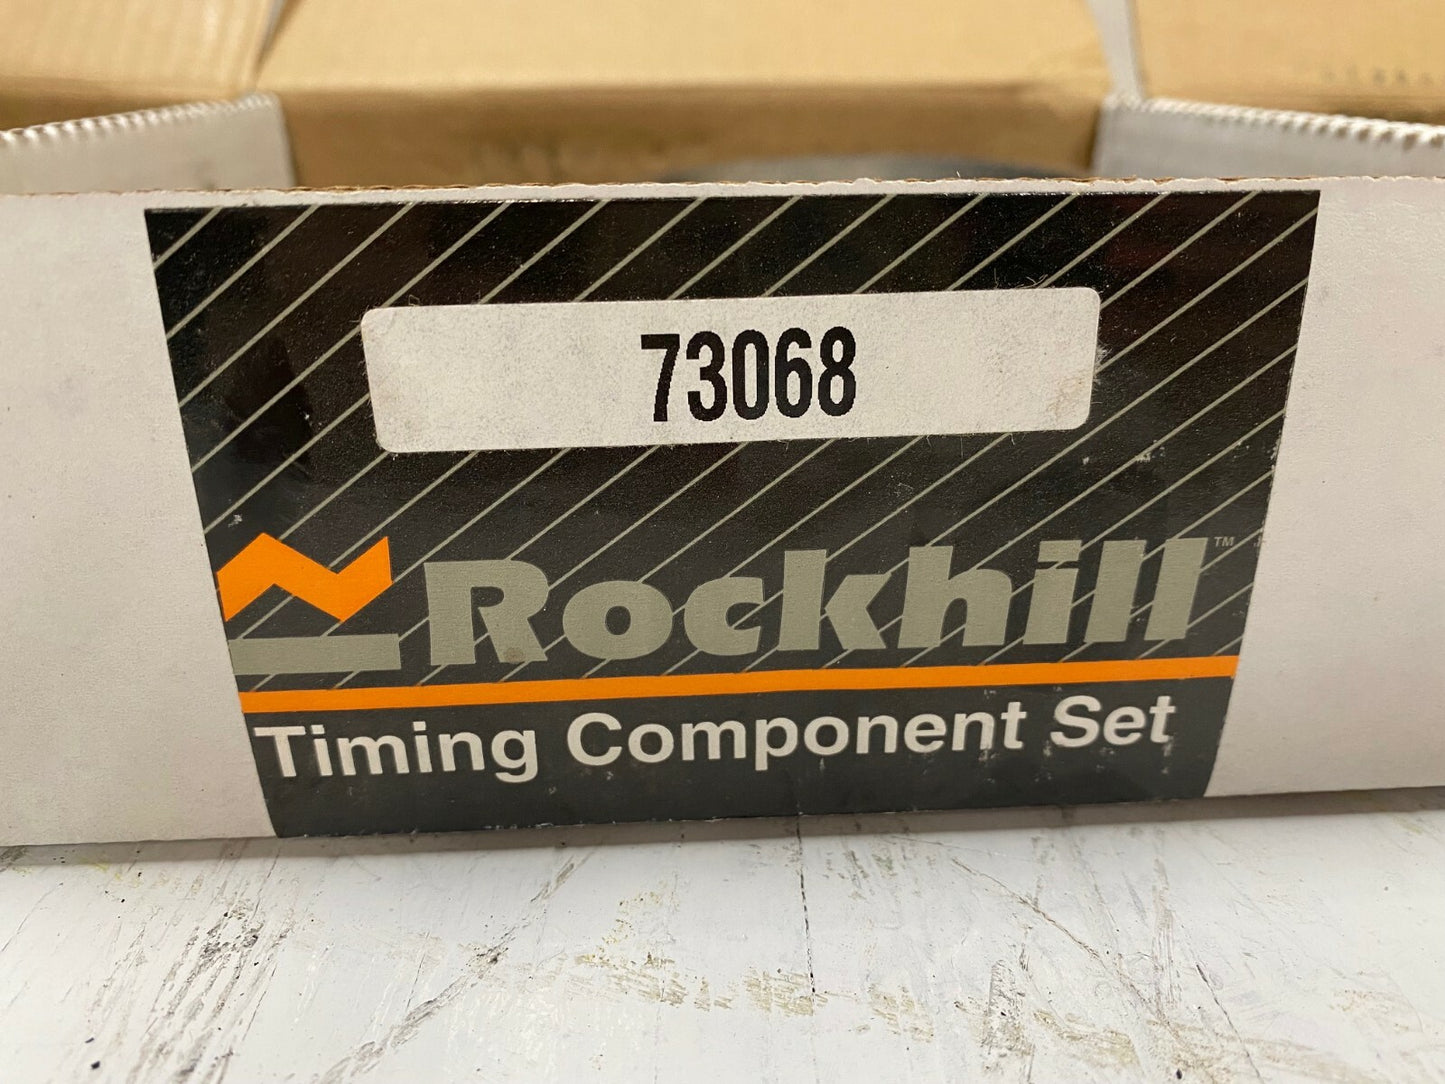 73068
Rockhill™
Timing Component Set